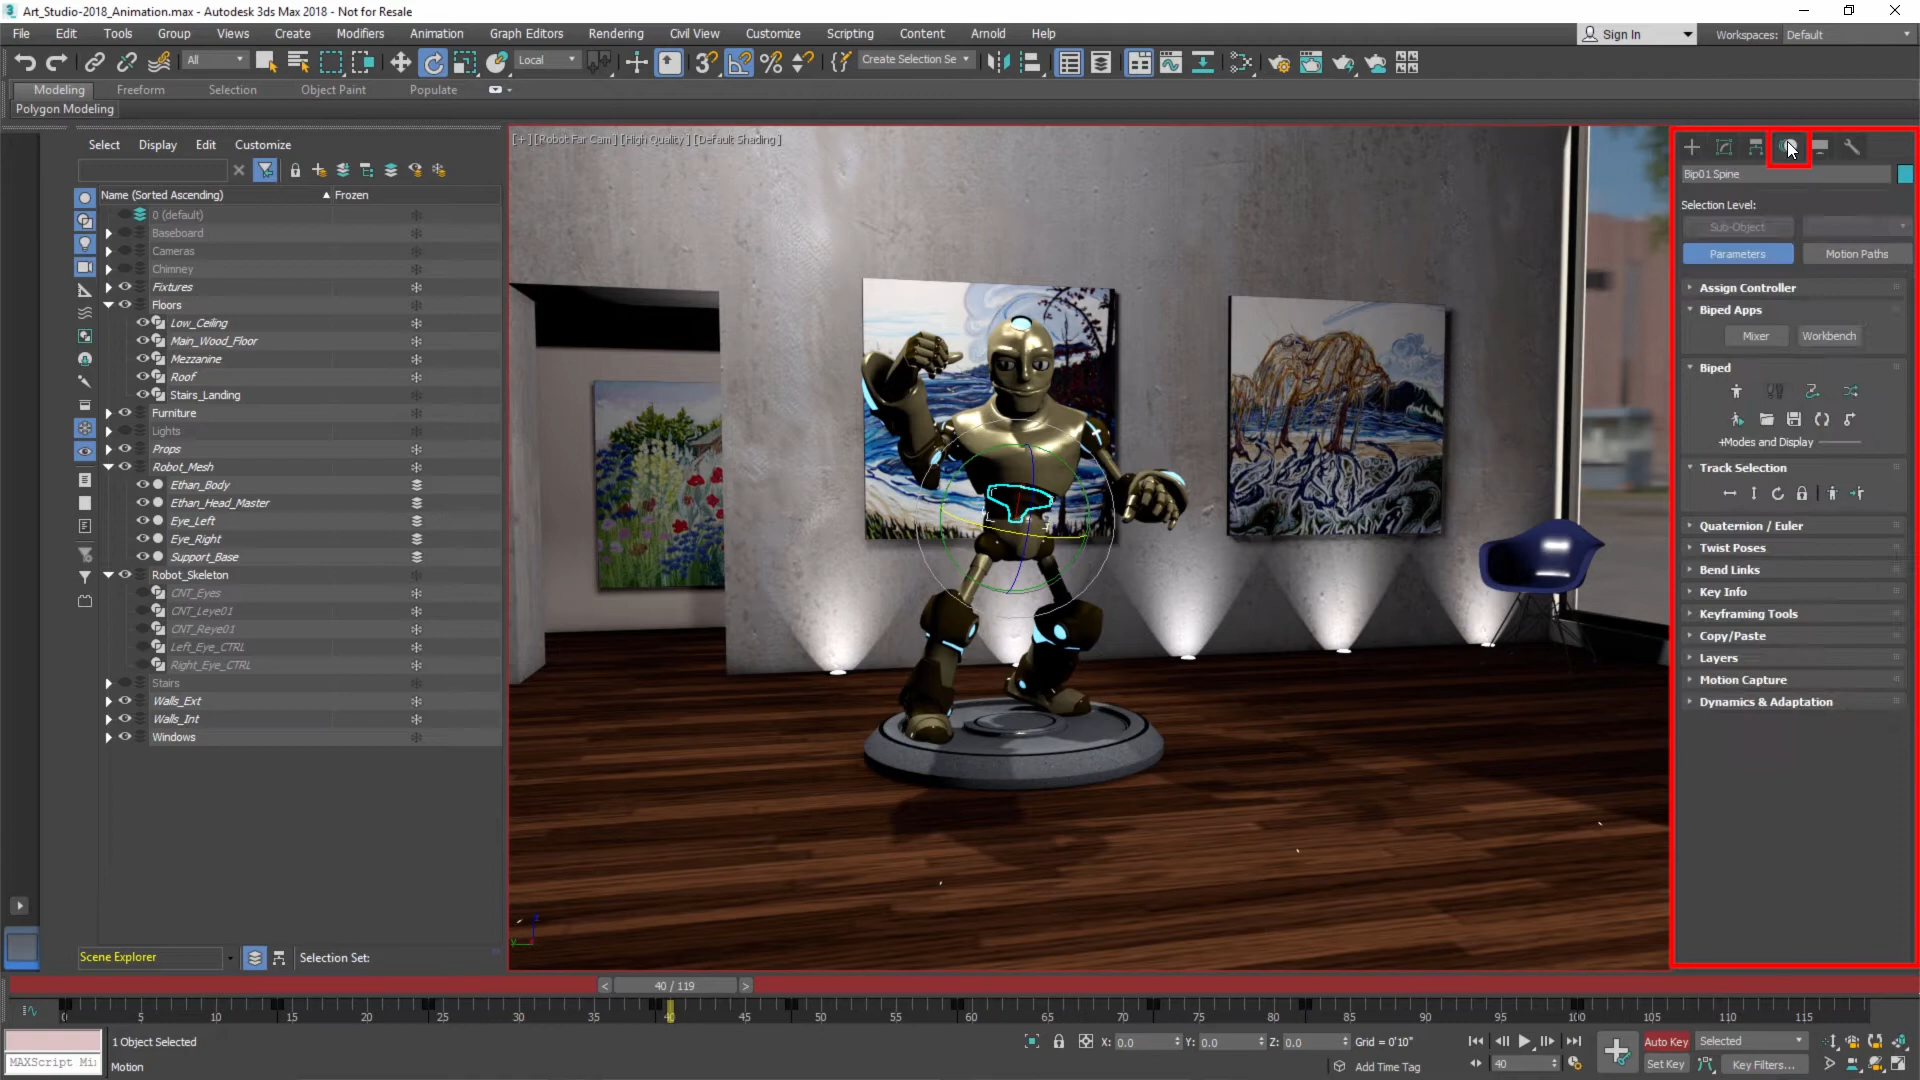 Art_Studio-2018_Animation.max - Autodesk 3ds Max 2018 - Not for Resale
File Edit Tools Group Views Create Modifiers Animation Graph Editors Rendering Civil View Customize Scripting Content Arnold Help
Sign In
Workspaces: Default
All
Local
Create Selection Se
Modeling Freeform Selection Object Paint Populate
Polygon Modeling
Select Display Edit Customize
Name (Sorted Ascending) Frozen
0 (default)
Baseboard
Cameras
Chimney
Fixtures
Floors
Low_Ceiling
Main_Wood_Floor
Mezzanine
Roof
Stairs_Landing
Furniture
Lights
Props
Robot_Mesh
Ethan_Body
Ethan_Head_Master
Eye_Left
Eye_Right
Support_Base
Robot_Skeleton
CNT_Eyes
CNT_Leye01
CNT_Reye01
Left_Eye_CTRL
Right_Eye_CTRL
Stairs
Walls_Ext
Walls_Int
Windows
Scene Explorer
Selection Set:
[+] [Robot Far Cam] [High Quality] [Default Shading]
Bip01 Spine
Selection Level:
Sub-Object
Parameters Motion Paths
Assign Controller
Biped Apps
Mixer Workbench
Biped
+Modes and Display
Track Selection
Quaternion / Euler
Twist Poses
Bend Links
Key Info
Keyframing Tools
Copy/Paste
Layers
Motion Capture
Dynamics & Adaptation
< 40 / 119 >
0 5 10 15 20 25 30 35 40 45 50 55 60 65 70 75 80 85 90 95 100 105 110 115
1 Object Selected
X: 0.0 Y: 0.0 Z: 0.0 Grid = 0'10"
Auto Key Selected
MAXScript Mi
Motion
Add Time Tag
40
Set Key Key Filters...